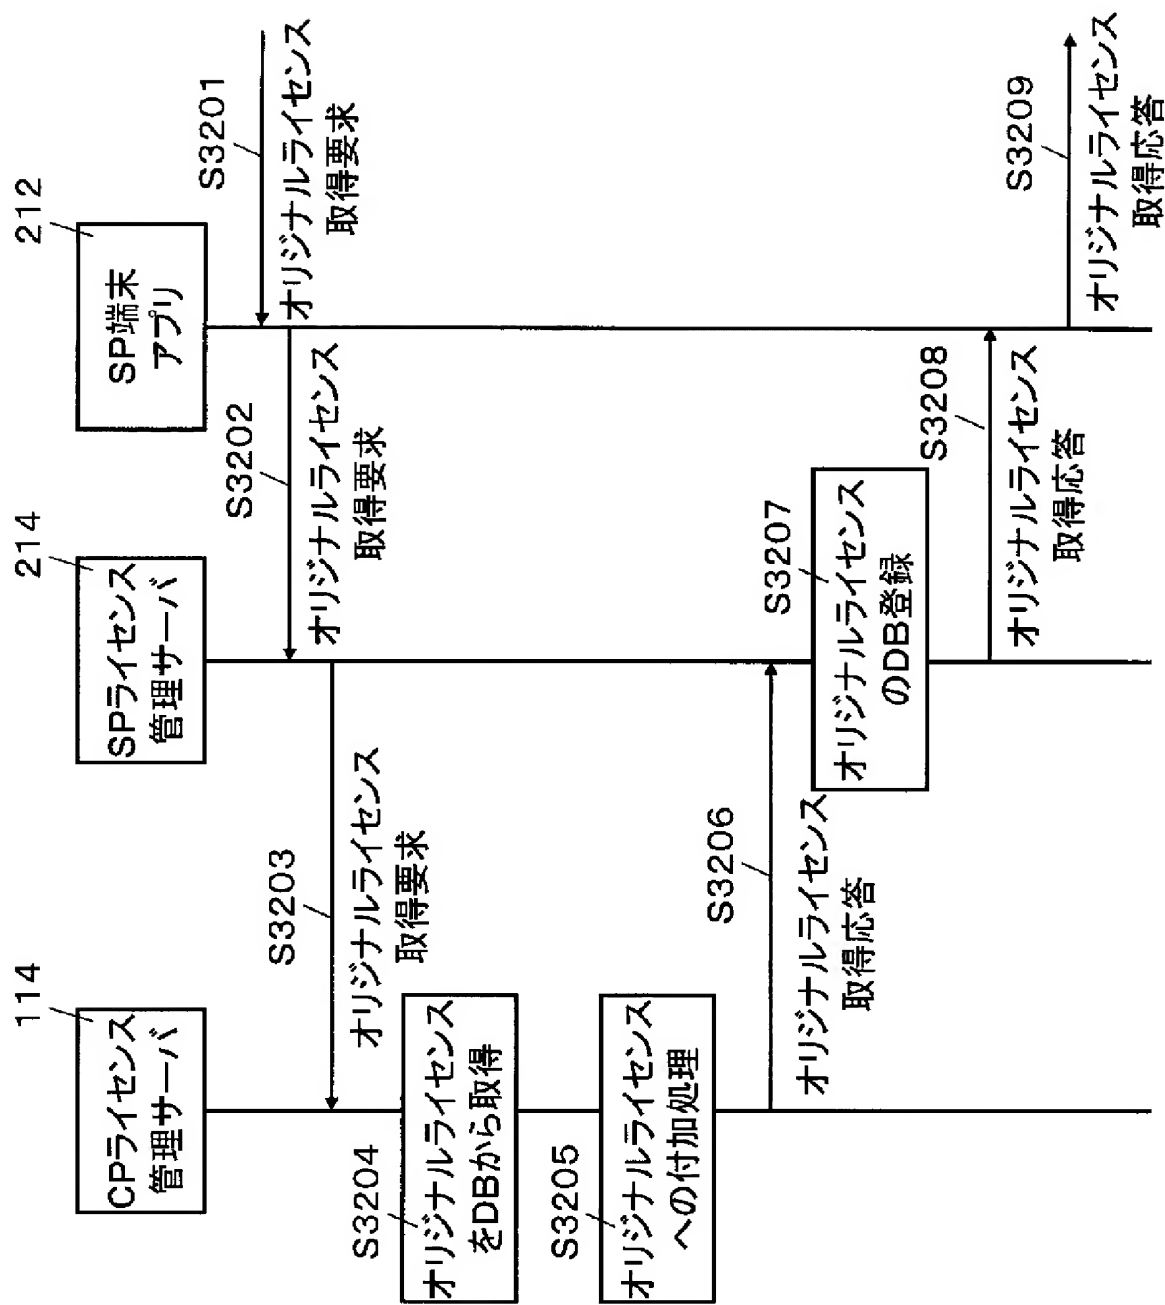 114
CPライセンス
管理サーバ
214
SPライセンス
管理サーバ
212
SP端末
アプリ
S3201
オリジナルライセンス
取得要求
S3202
オリジナルライセンス
取得要求
S3203
オリジナルライセンス
取得要求
S3204
オリジナルライセンス
をDBから取得
S3205
オリジナルライセンス
への付加処理
S3206
オリジナルライセンス
取得応答
S3207
オリジナルライセンス
のDB登録
S3208
オリジナルライセンス
取得応答
S3209
オリジナルライセンス
取得応答